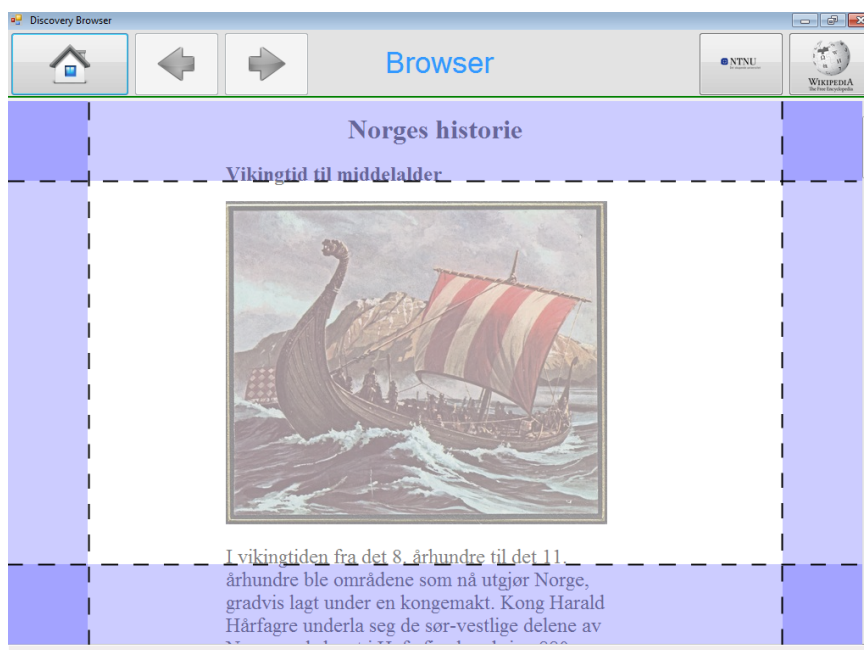 Discovery Browser
Browser
NTNU
WIKIPEDIA
The Free Encyclopedia
Norges historie
Vikingtid til middelalder
I vikingtiden fra det 8. århundre til det 11.
århundre ble områdene som nå utgjør Norge,
gradvis lagt under en kongemakt. Kong Harald
Hårfagre underla seg de sør-vestlige delene av